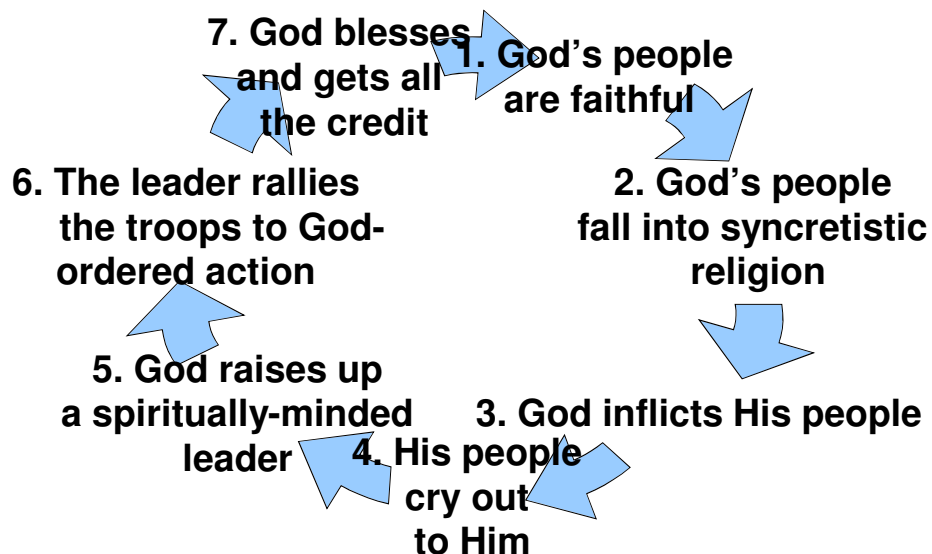 7. God blesses
and gets all
the credit
1. God’s people
are faithful
2. God’s people
fall into syncretistic
religion
3. God inflicts His people
4. His people
cry out
to Him
5. God raises up
a spiritually-minded
leader
6. The leader rallies
the troops to God-
ordered action